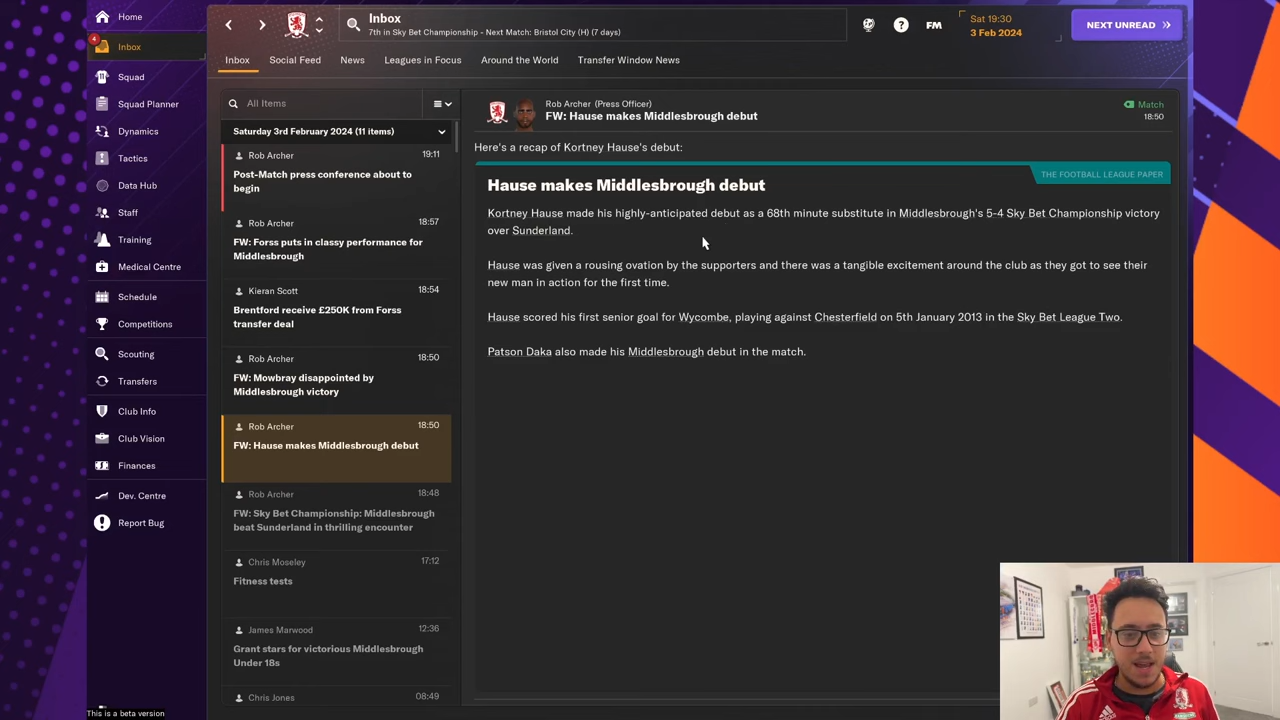 Home
4
Inbox
Squad
Squad Planner
Dynamics
Tactics
Data Hub
Staff
Training
Medical Centre
Schedule
Competitions
Scouting
Transfers
Club Info
Club Vision
Finances
Dev. Centre
Report Bug
This is a beta version
Inbox
7th in Sky Bet Championship - Next Match: Bristol City (H) (7 days)
?
FM
Sat 19:30
3 Feb 2024
NEXT UNREAD
Inbox
Social Feed
News
Leagues in Focus
Around the World
Transfer Window News
All Items
Saturday 3rd February 2024 (11 items)
Rob Archer 19:11
Post-Match press conference about to
begin
Rob Archer 18:57
FW: Forss puts in classy performance for
Middlesbrough
Kieran Scott 18:54
Brentford receive £250K from Forss
transfer deal
Rob Archer 18:50
FW: Mowbray disappointed by
Middlesbrough victory
Rob Archer 18:50
FW: Hause makes Middlesbrough debut
Rob Archer 18:48
FW: Sky Bet Championship: Middlesbrough
beat Sunderland in thrilling encounter
Chris Moseley 17:12
Fitness tests
James Marwood 12:36
Grant stars for victorious Middlesbrough
Under 18s
Chris Jones 08:49
Rob Archer (Press Officer)
FW: Hause makes Middlesbrough debut
Match
18:50
Here's a recap of Kortney Hause's debut:
THE FOOTBALL LEAGUE PAPER
Hause makes Middlesbrough debut
Kortney Hause made his highly-anticipated debut as a 68th minute substitute in Middlesbrough's 5-4 Sky Bet Championship victory
over Sunderland.
Hause was given a rousing ovation by the supporters and there was a tangible excitement around the club as they got to see their
new man in action for the first time.
Hause scored his first senior goal for Wycombe, playing against Chesterfield on 5th January 2013 in the Sky Bet League Two.
Patson Daka also made his Middlesbrough debut in the match.